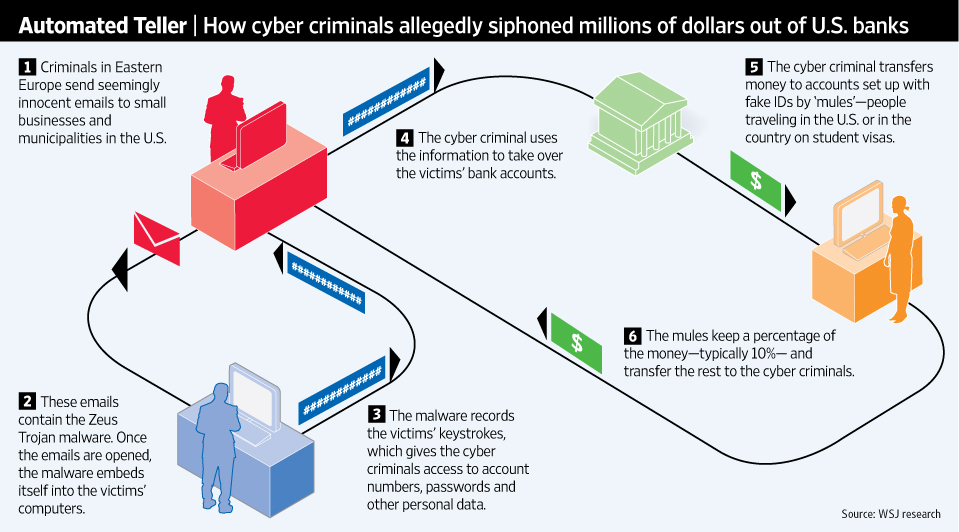 Automated Teller | How cyber criminals allegedly siphoned millions of dollars out of U.S. banks
1 Criminals in Eastern
Europe send seemingly
innocent emails to small
businesses and
municipalities in the U.S.
2 These emails
contain the Zeus
Trojan malware. Once
the emails are opened,
the malware embeds
itself into the victims’
computers.
############
3 The malware records
the victims’ keystrokes,
which gives the cyber
criminals access to account
numbers, passwords and
other personal data.
############
############
4 The cyber criminal uses
the information to take over
the victims’ bank accounts.
5 The cyber criminal transfers
money to accounts set up with
fake IDs by ‘mules’—people
traveling in the U.S. or in the
country on student visas.
$
6 The mules keep a percentage of
the money—typically 10%— and
transfer the rest to the cyber criminals.
$
Source: WSJ research